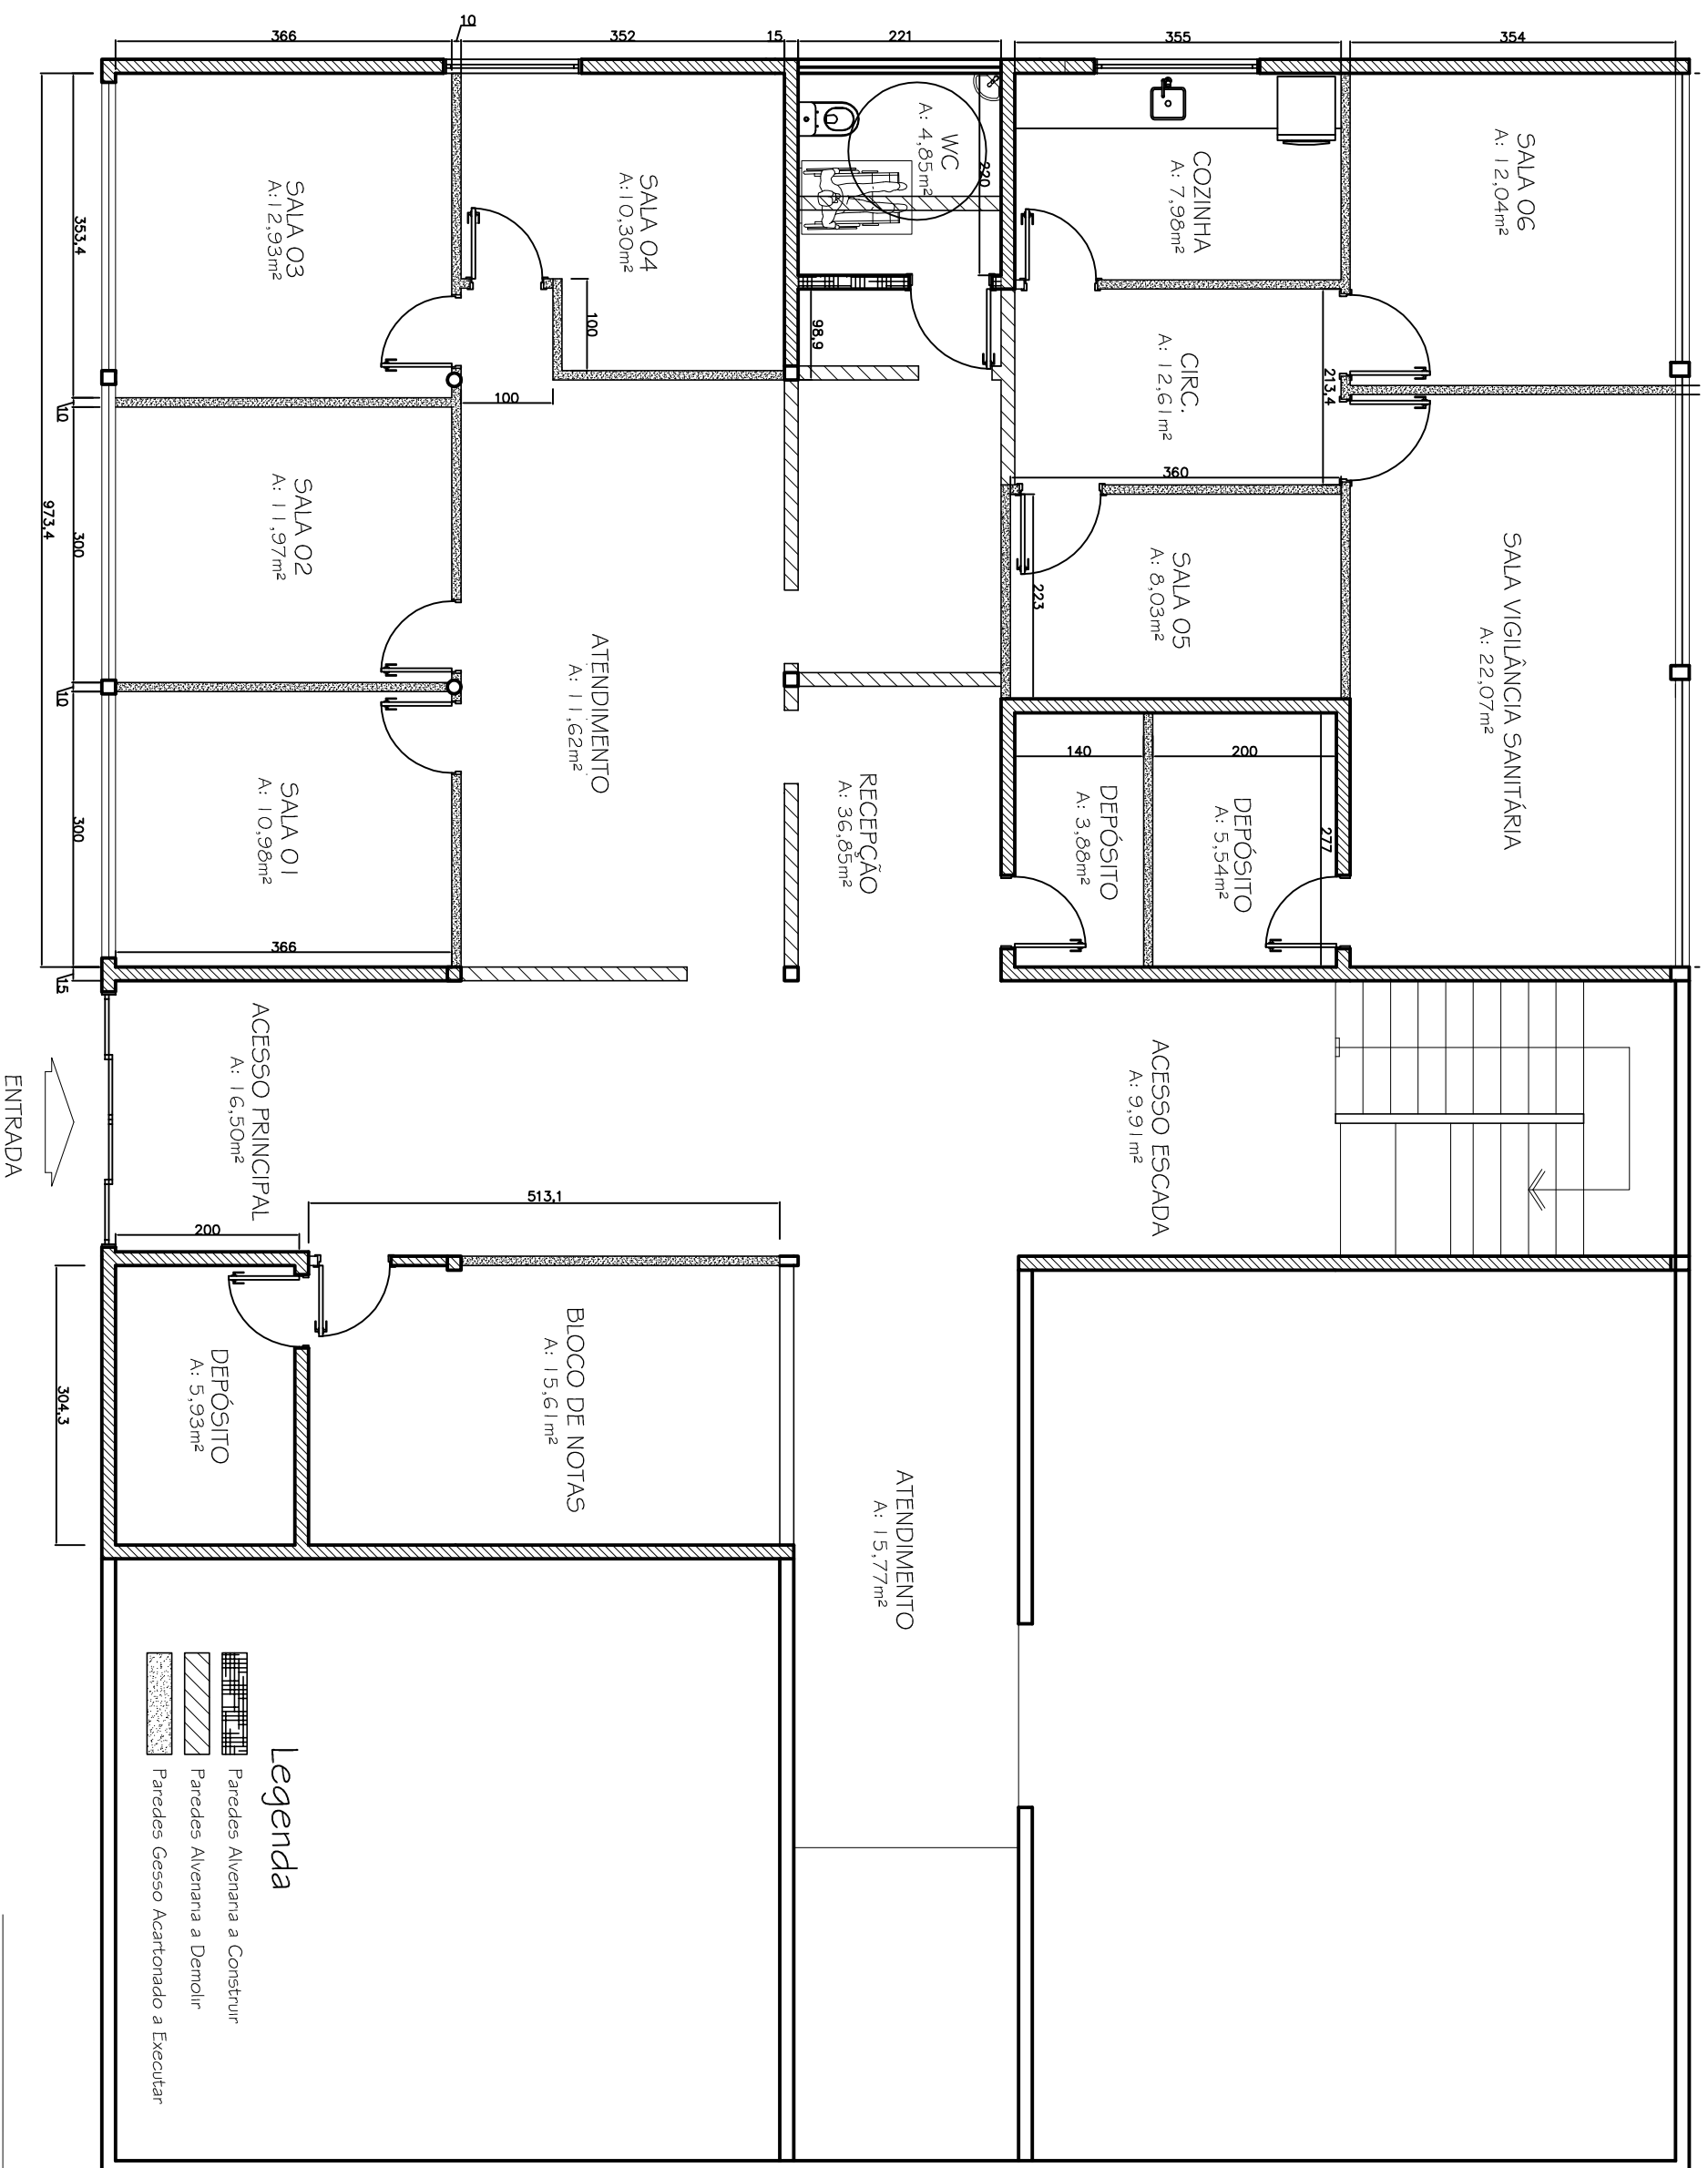 354
355
221
15
352
10
366
SALA 06
A: 12,04m²
COZINHA
A: 7,98m²
WC
A: 4,85m²
220
SALA 04
A:10,30m²
SALA 03
A:12,93m²
353,4
100
98,9
100
CIRC.
A: 12,61m²
213,4
360
10
SALA VIGILÂNCIA SANITÁRIA
A: 22,07m²
SALA 05
A: 8,03m²
223
ATENDIMENTO
A: 11,62m²
SALA 02
A: 11,97m²
300
973,4
10
200
140
DEPÓSITO
A: 5,54m²
277
DEPÓSITO
A: 3,88m²
RECEPÇÃO
A: 36,85m²
SALA 01
A: 10,98m²
300
366
15
ACESSO ESCADA
A: 9,91m²
ACESSO PRINCIPAL
A: 16,50m²
ENTRADA
513,1
200
BLOCO DE NOTAS
A: 15,61m²
DEPÓSITO
A: 5,93m²
304,3
ATENDIMENTO
A: 15,77m²
Legenda
Paredes Alvenaria a Construir
Paredes Alvenaria a Demolir
Paredes Gesso Acartonado a Executar